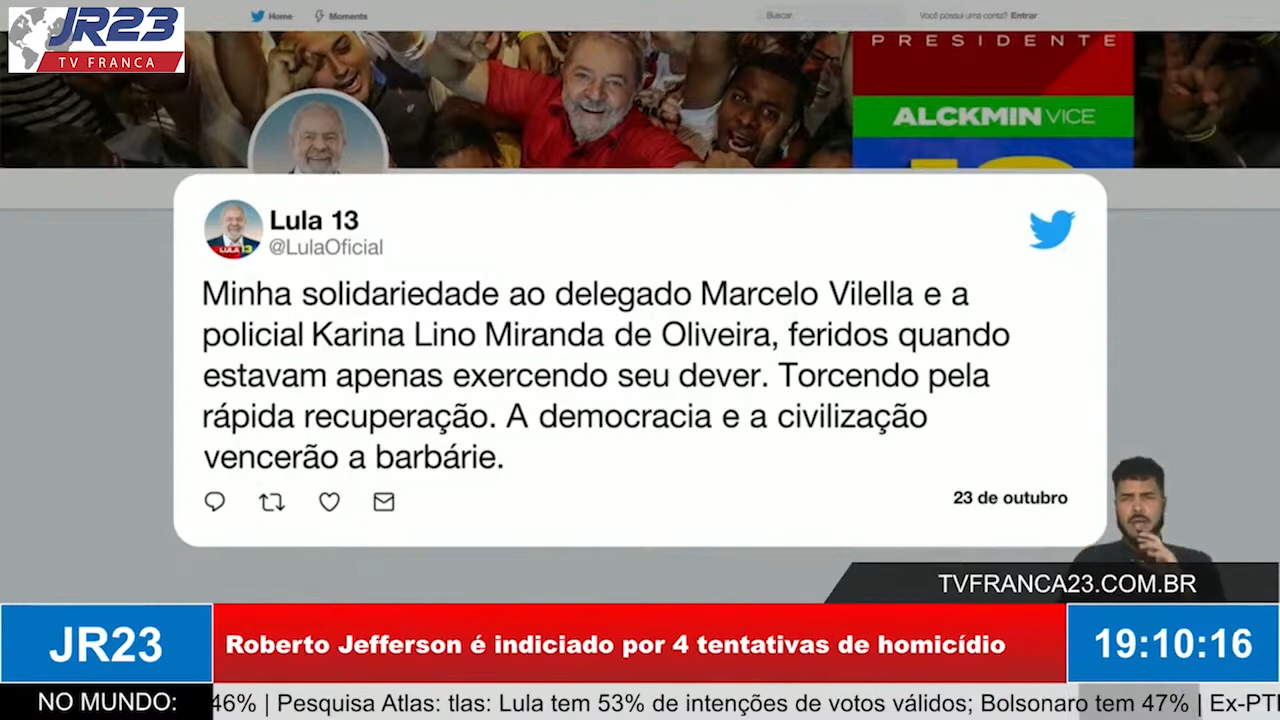 JR23
TV FRANCA
Home
Moments
Buscar
Você possui uma conta? Entrar
PRESIDENTE
ALCKMIN VICE
Lula 13
@LulaOficial
LULA 13
Minha solidariedade ao delegado Marcelo Vilella e a
policial Karina Lino Miranda de Oliveira, feridos quando
estavam apenas exercendo seu dever. Torcendo pela
rápida recuperação. A democracia e a civilização
vencerão a barbárie.
23 de outubro
TVFRANCA23.COM.BR
JR23
Roberto Jefferson é indiciado por 4 tentativas de homicídio
19:10:16
NO MUNDO:
46% | Pesquisa Atlas: tlas: Lula tem 53% de intenções de votos válidos; Bolsonaro tem 47% | Ex-PT